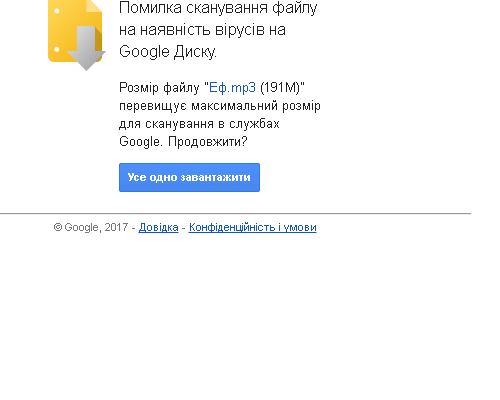 Помилка сканування файлу
на наявність вірусів на
Google Диску.
Розмір файлу "Еф.mp3 (191M)"
перевищує максимальний розмір
для сканування в службах
Google. Продовжити?
Усе одно завантажити
© Google, 2017 - Довідка - Конфіденційність і умови